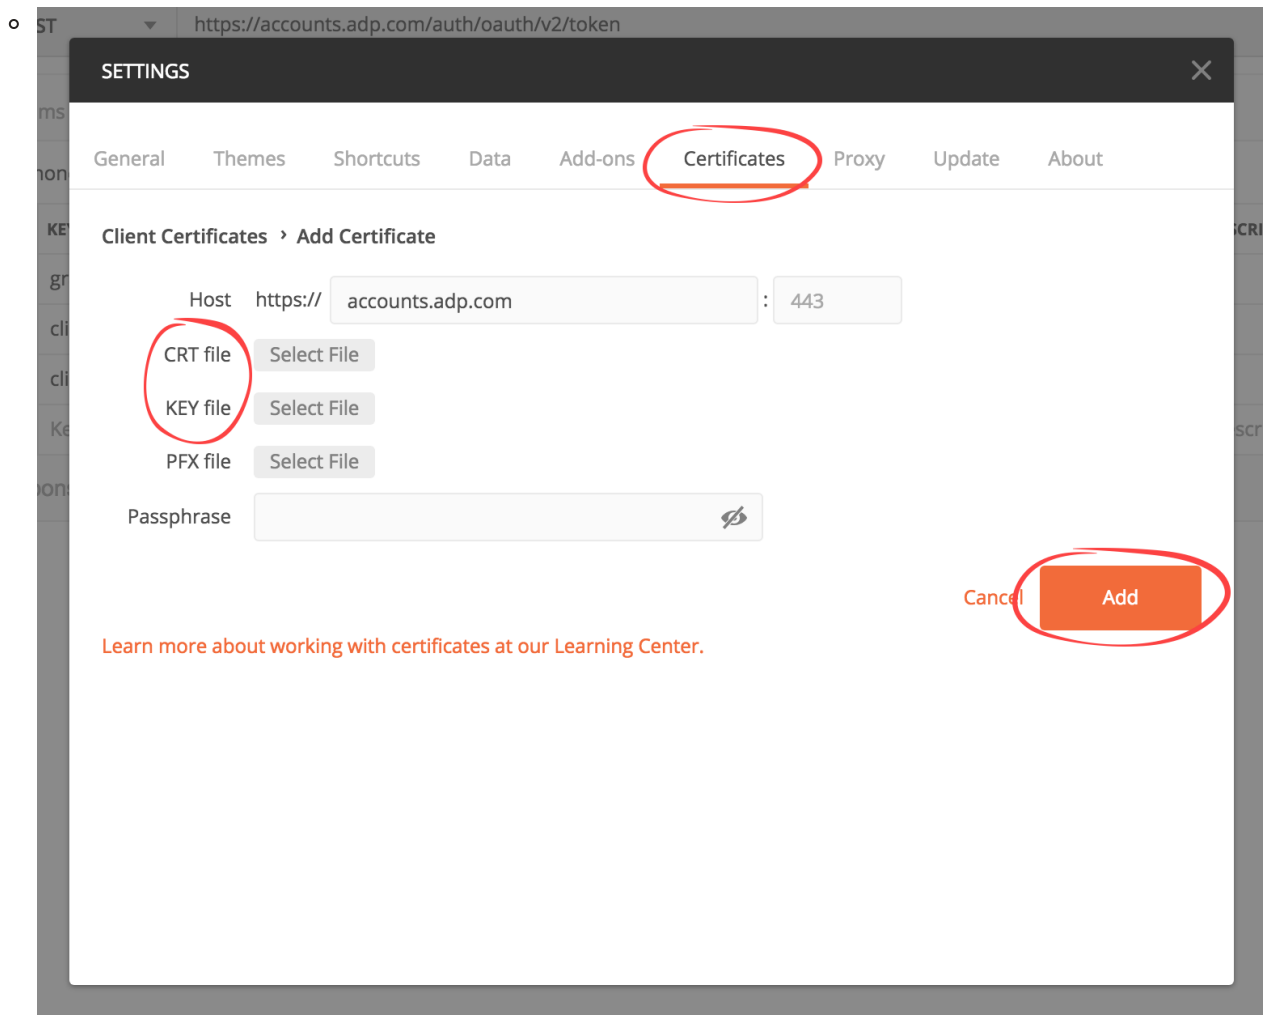 ST https://accounts.adp.com/auth/oauth/v2/token
SETTINGS
General Themes Shortcuts Data Add-ons Certificates Proxy Update About
Client Certificates › Add Certificate
Host https:// accounts.adp.com : 443
CRT file Select File
KEY file Select File
PFX file Select File
Passphrase
Cancel Add
Learn more about working with certificates at our Learning Center.